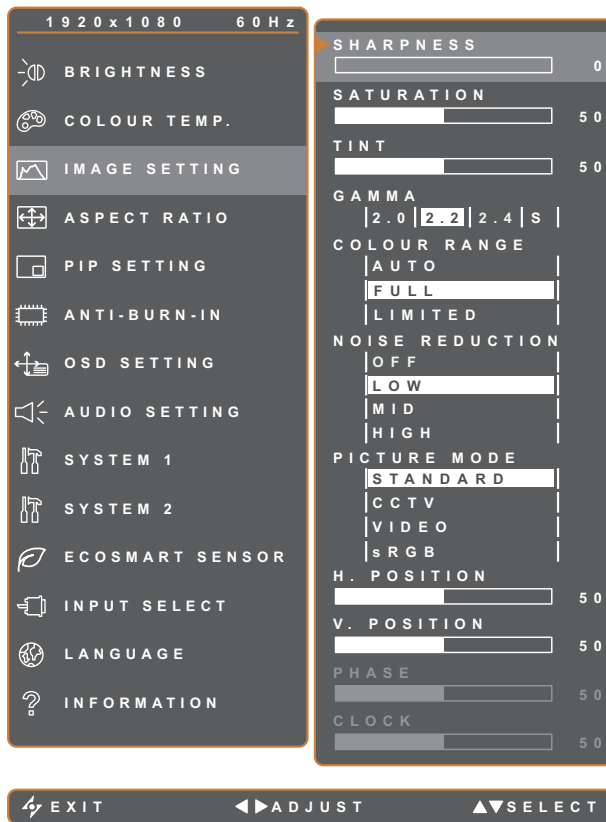 1920x1080 60Hz
BRIGHTNESS
COLOUR TEMP.
IMAGE SETTING
ASPECT RATIO
PIP SETTING
ANTI-BURN-IN
OSD SETTING
AUDIO SETTING
SYSTEM 1
SYSTEM 2
ECOSMART SENSOR
INPUT SELECT
LANGUAGE
INFORMATION
SHARPNESS
0
SATURATION
50
TINT
50
GAMMA
2.0 2.2 2.4 S
COLOUR RANGE
AUTO
FULL
LIMITED
NOISE REDUCTION
OFF
LOW
MID
HIGH
PICTURE MODE
STANDARD
CCTV
VIDEO
sRGB
H. POSITION
50
V. POSITION
50
PHASE
50
CLOCK
50
EXIT ADJUST SELECT